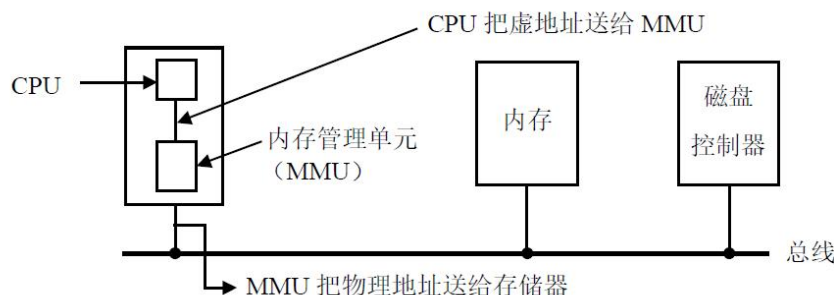 CPU 把虚地址送给 MMU
CPU
内存管理单元
（MMU）
内存
磁盘
控制器
总线
MMU 把物理地址送给存储器